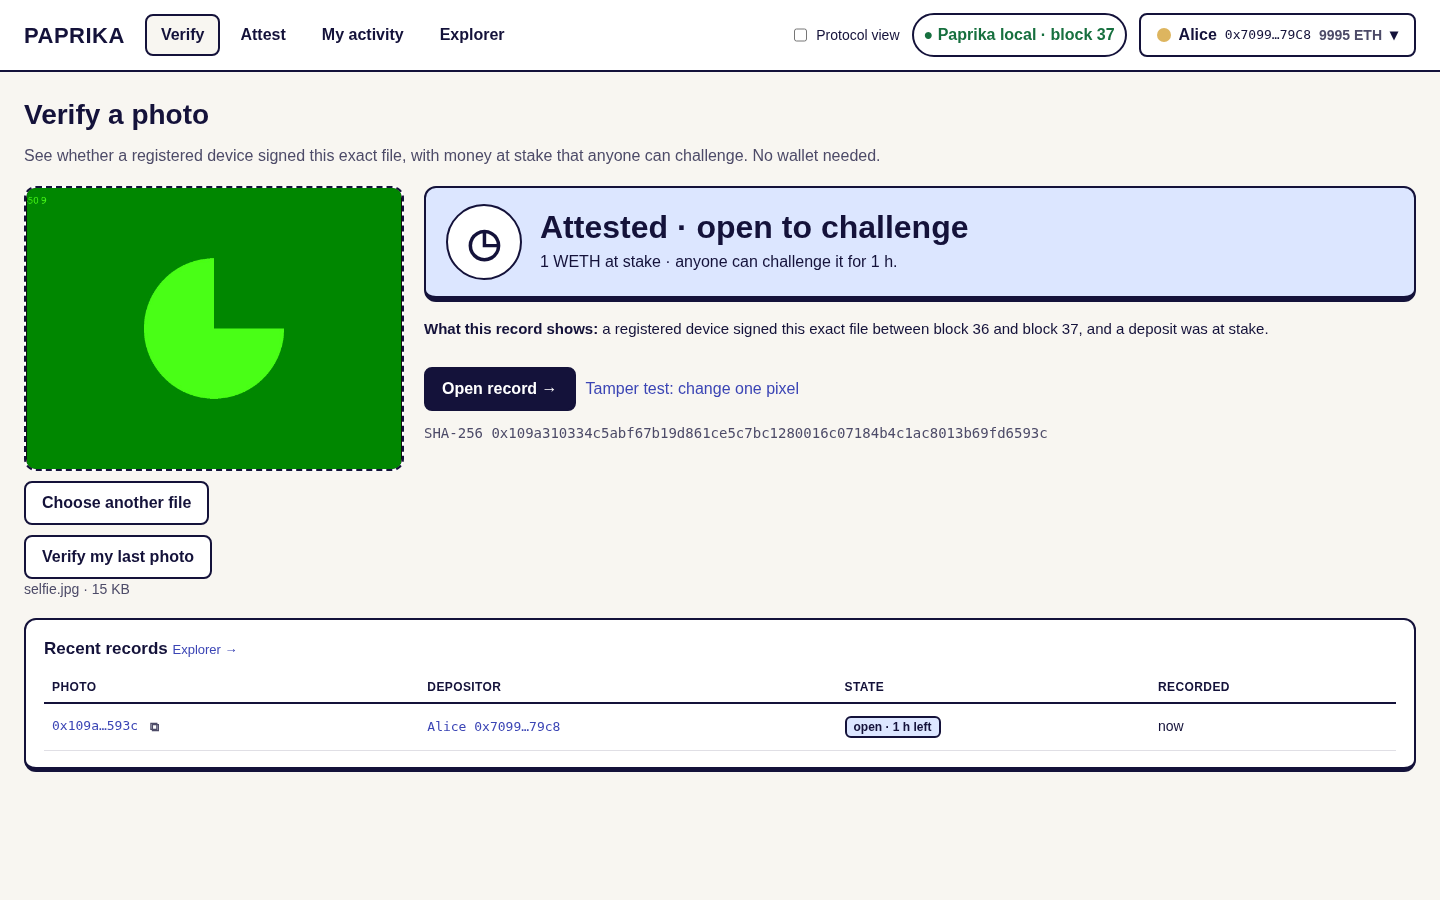 PAPRIKA Verify Attest My activity Explorer Protocol view ● Paprika local · block 37 Alice 0x7099…79C8 9995 ETH ▼
Verify a photo
See whether a registered device signed this exact file, with money at stake that anyone can challenge. No wallet needed.
50 9
Attested · open to challenge
1 WETH at stake · anyone can challenge it for 1 h.
What this record shows: a registered device signed this exact file between block 36 and block 37, and a deposit was at stake.
Open record → Tamper test: change one pixel
SHA-256 0x109a310334c5abf67b19d861ce5c7bc1280016c07184b4c1ac8013b69fd6593c
Choose another file
Verify my last photo
selfie.jpg · 15 KB
Recent records Explorer →
PHOTO DEPOSITOR STATE RECORDED
0x109a…593c Alice 0x7099…79c8 open · 1 h left now